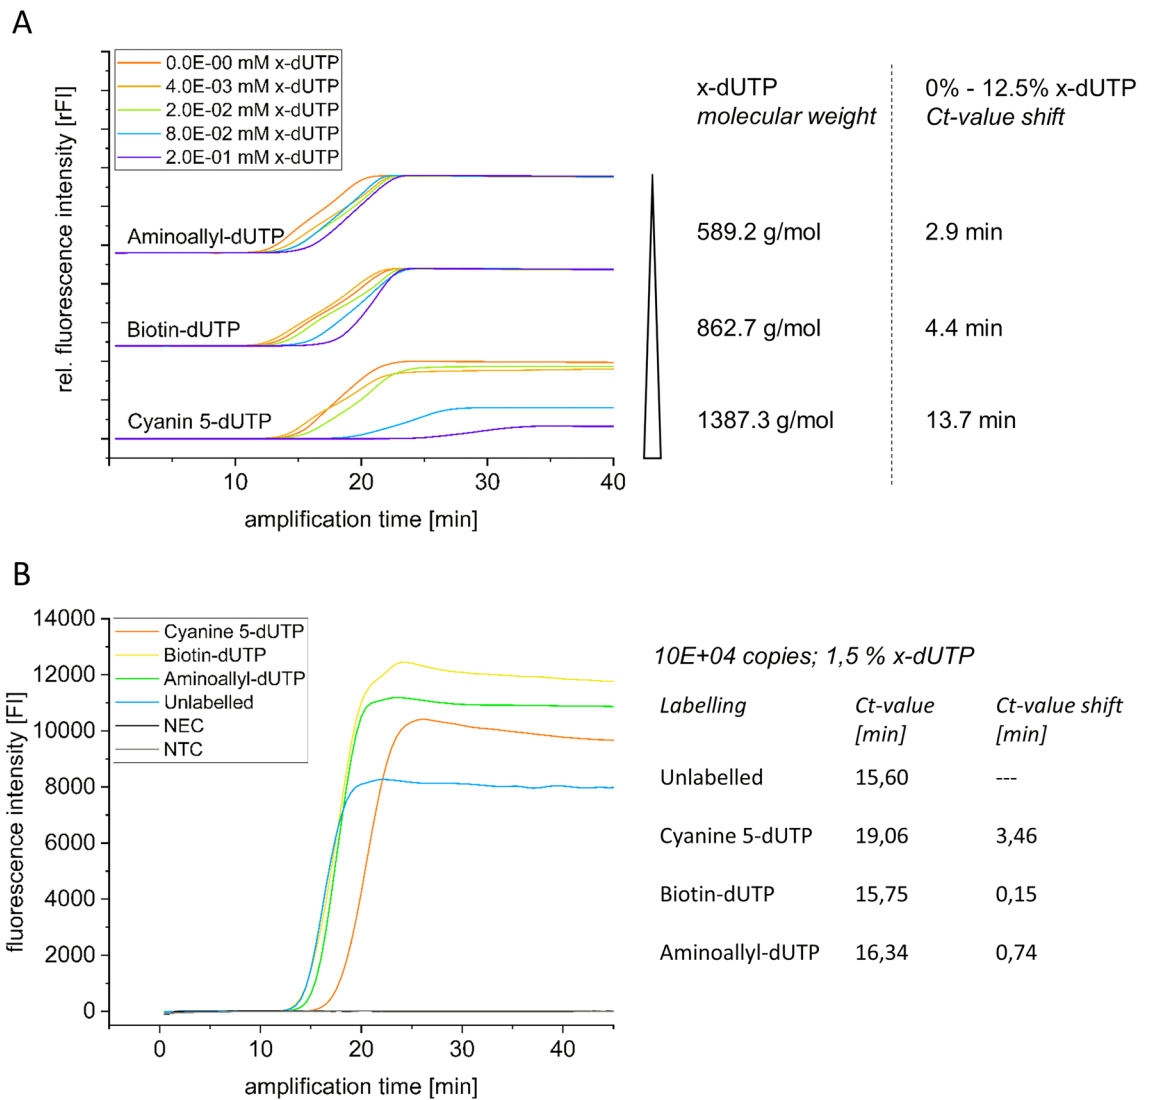 A
0.0E-00 mM x-dUTP
4.0E-03 mM x-dUTP
2.0E-02 mM x-dUTP
8.0E-02 mM x-dUTP
2.0E-01 mM x-dUTP
rel. fluorescence intensity [rFI]
Aminoallyl-dUTP
Biotin-dUTP
Cyanin 5-dUTP
10 20 30 40
amplification time [min]
x-dUTP 0% - 12.5% x-dUTP
molecular weight Ct-value shift
589.2 g/mol 2.9 min
862.7 g/mol 4.4 min
1387.3 g/mol 13.7 min
B
14000
12000
10000
8000
6000
4000
2000
0
fluorescence intensity [FI]
Cyanine 5-dUTP
Biotin-dUTP
Aminoallyl-dUTP
Unlabelled
NEC
NTC
0 10 20 30 40
amplification time [min]
10E+04 copies; 1,5 % x-dUTP
Labelling Ct-value Ct-value shift
[min] [min]
Unlabelled 15,60 ---
Cyanine 5-dUTP 19,06 3,46
Biotin-dUTP 15,75 0,15
Aminoallyl-dUTP 16,34 0,74